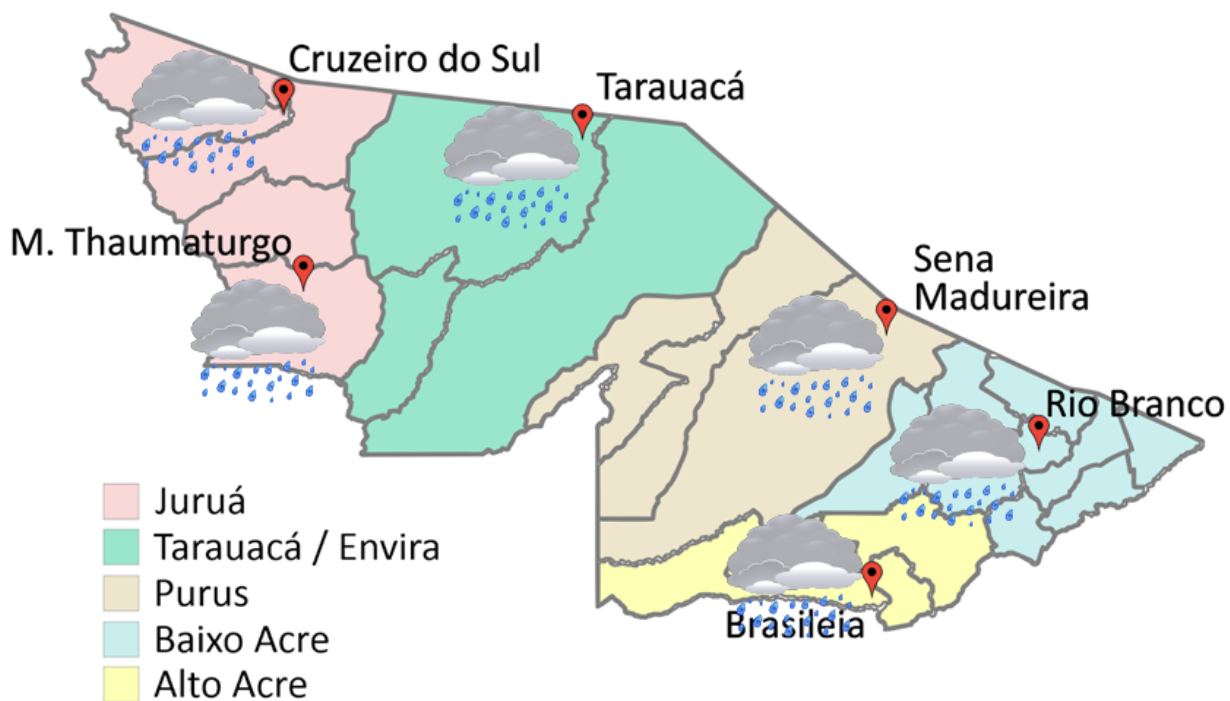 Cruzeiro do Sul
Tarauacá
M. Thaumaturgo
Sena
Madureira
Rio Branco
Brasileia
Juruá
Tarauacá / Envira
Purus
Baixo Acre
Alto Acre